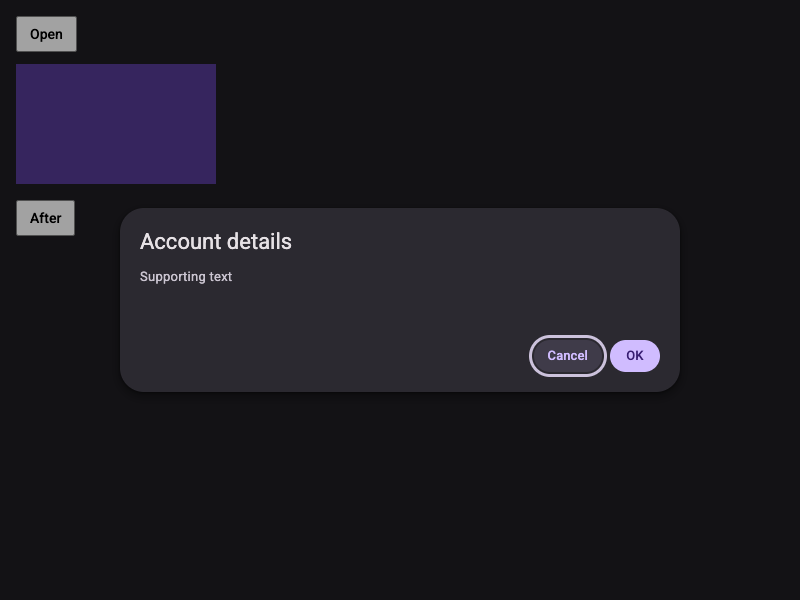 Open
After
Account details
Supporting text
Cancel
OK